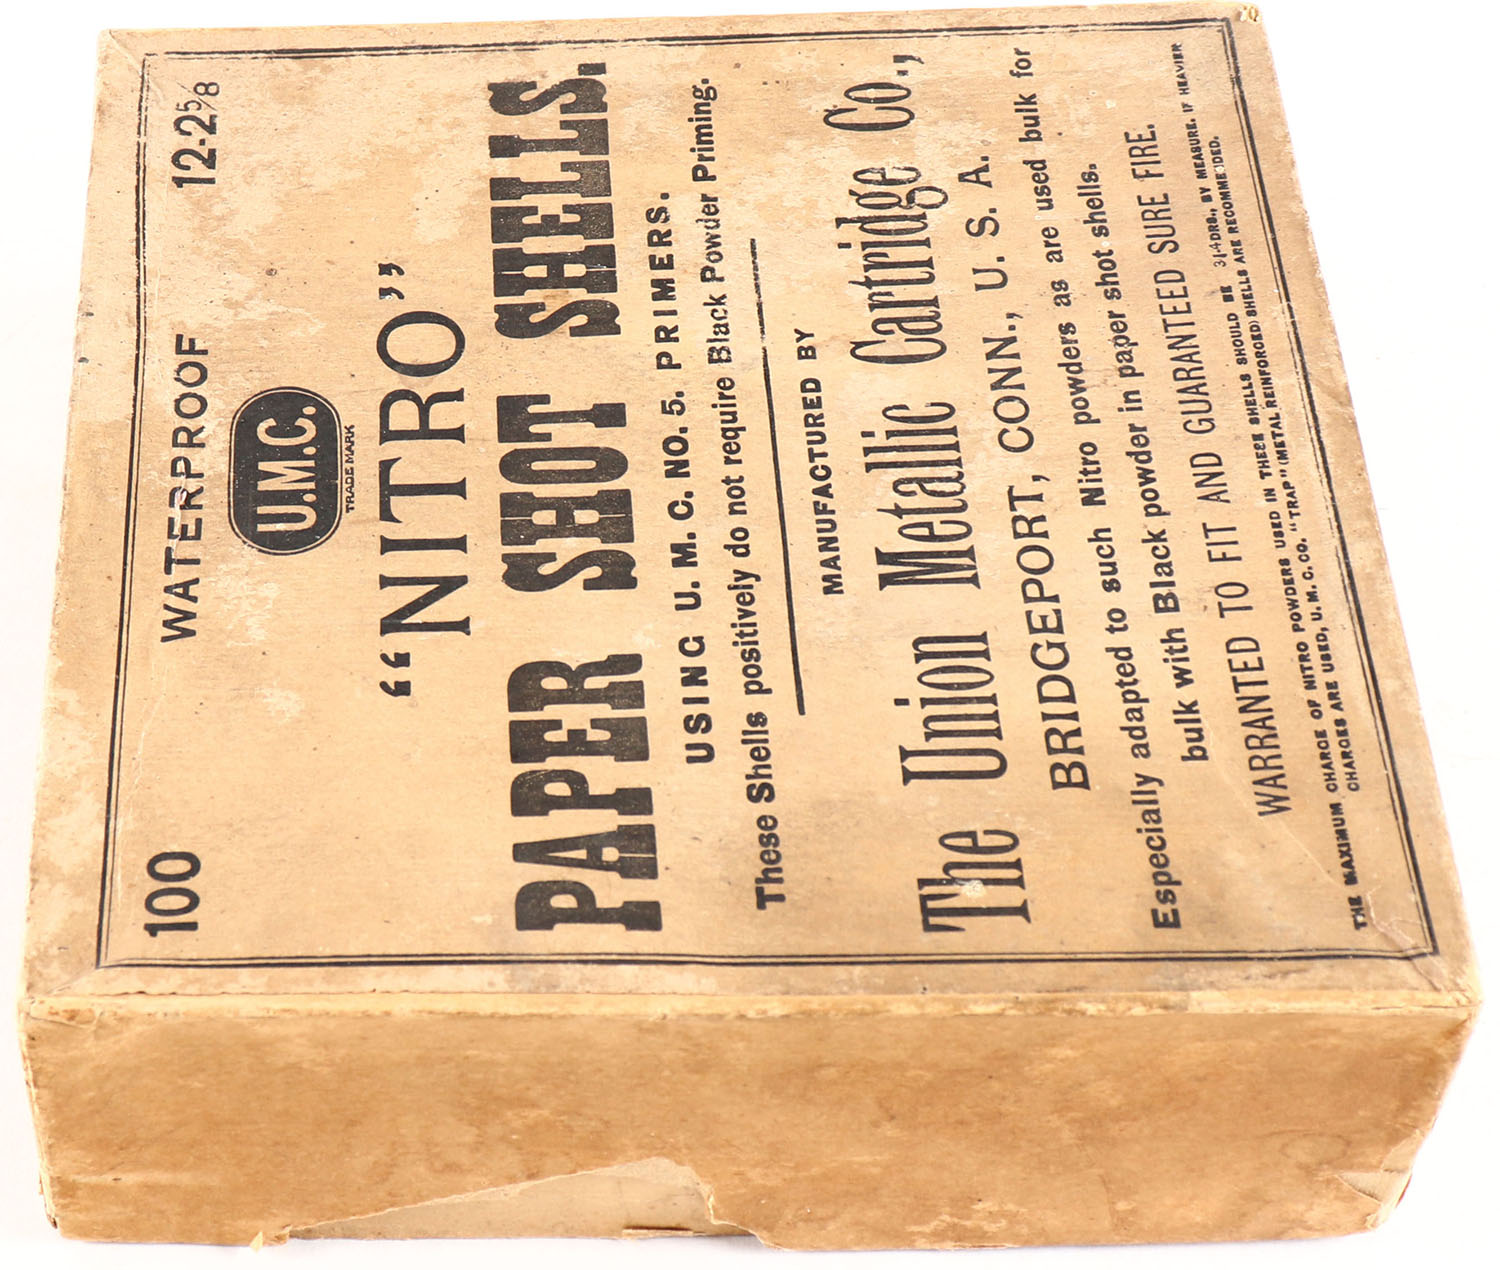 100 WATERPROOF 12-2⅝
U.M.C.
TRADE MARK
“NITRO”
PAPER SHOT SHELLS.
USING U. M. C. NO. 5. PRIMERS.
These Shells positively do not require Black Powder Priming.
MANUFACTURED BY
The Union Metallic Cartridge Co.,
BRIDGEPORT, CONN., U. S. A.
Especially adapted to such Nitro powders as are used bulk for
bulk with Black powder in paper shot shells.
WARRANTED TO FIT AND GUARANTEED SURE FIRE.
THE MAXIMUM CHARGE OF NITRO POWDERS USED IN THESE SHELLS SHOULD BE 3¼ DRS., BY MEASURE. IF HEAVIER
CHARGES ARE USED, U. M. C. CO. “TRAP” (METAL REINFORCED) SHELLS ARE RECOMMENDED.